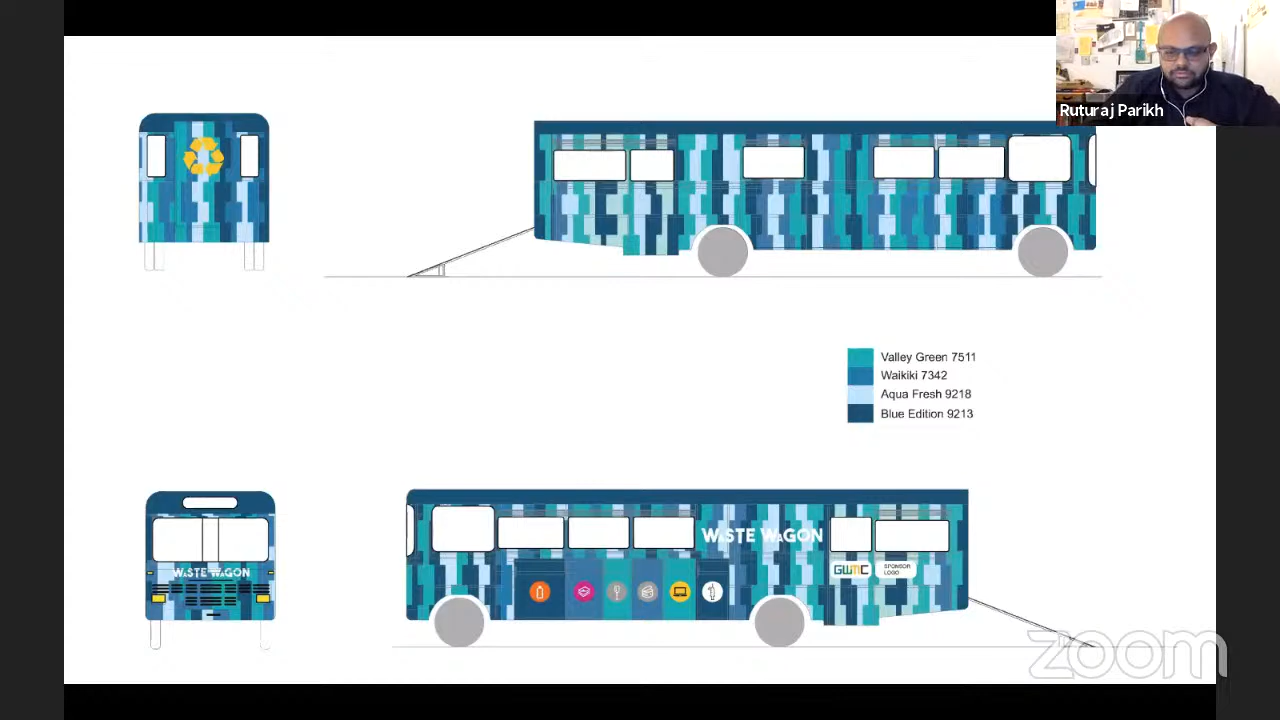 Ruturaj Parikh
Valley Green 7511
Waikiki 7342
Aqua Fresh 9218
Blue Edition 9213
WASTE WAGON
GWMC
SPONSOR
LOGO
WASTE WAGON
zoom